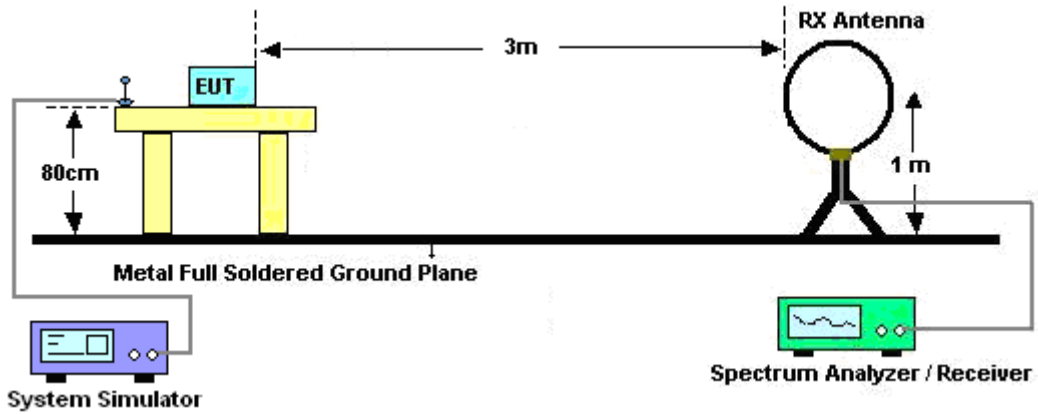 RX Antenna
3m
EUT
80cm
1 m
Metal Full Soldered Ground Plane
System Simulator
Spectrum Analyzer / Receiver